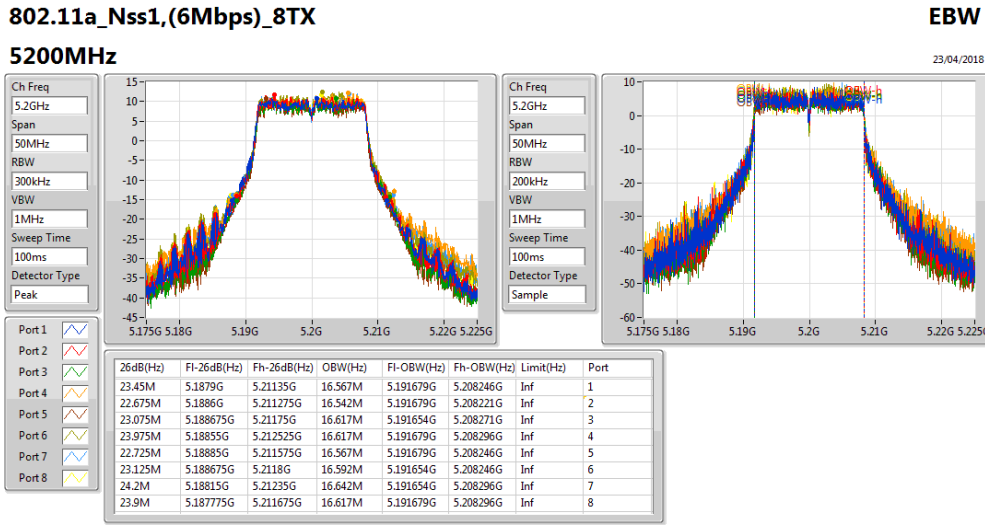 802.11a_Nss1,(6Mbps)_8TX EBW
5200MHz 23/04/2018
Ch Freq
5.2GHz
Span
50MHz
RBW
300kHz
VBW
1MHz
Sweep Time
100ms
Detector Type
Peak
15
10
5
0
-5
-10
-15
-20
-25
-30
-35
-40
-45
5.175G 5.18G 5.19G 5.2G 5.21G 5.22G 5.225G
Ch Freq
5.2GHz
Span
50MHz
RBW
200kHz
VBW
1MHz
Sweep Time
100ms
Detector Type
Sample
10
0
-10
-20
-30
-40
-50
-60
5.175G 5.18G 5.19G 5.20G 5.21G 5.22G 5.225
Port 1
Port 2
Port 3
Port 4
Port 5
Port 6
Port 7
Port 8
26dB(Hz) Fl-26dB(Hz) Fh-26dB(Hz) OBW(Hz) Fl-OBW(Hz) Fh-OBW(Hz) Limit(Hz) Port
23.45M 5.1879G 5.21135G 16.567M 5.191679G 5.208246G Inf 1
22.675M 5.1886G 5.211275G 16.542M 5.191679G 5.208221G Inf 2
23.075M 5.188675G 5.21175G 16.617M 5.191654G 5.208271G Inf 3
23.975M 5.18855G 5.212525G 16.617M 5.191679G 5.208296G Inf 4
22.725M 5.18885G 5.211575G 16.567M 5.191679G 5.208246G Inf 5
23.125M 5.188675G 5.2118G 16.592M 5.191654G 5.208246G Inf 6
24.2M 5.18815G 5.21235G 16.642M 5.191654G 5.208296G Inf 7
23.9M 5.187775G 5.211675G 16.617M 5.191679G 5.208296G Inf 8